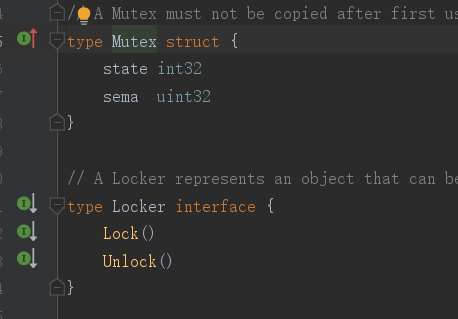 // A Mutex must not be copied after first us
type Mutex struct {
state int32
sema uint32
}
// A Locker represents an object that can be
type Locker interface {
Lock()
Unlock()
}